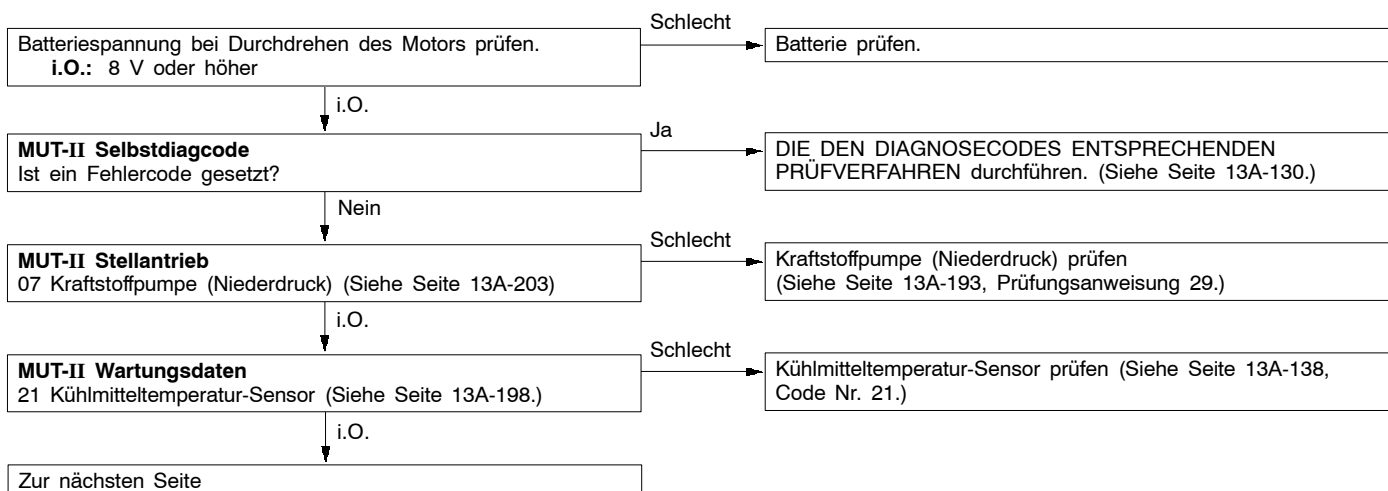 Schlecht
Batteriespannung bei Durchdrehen des Motors prüfen.
i.O.: 8 V oder höher
Batterie prüfen.
i.O.
Ja
MUT-II Selbstdiagcode
Ist ein Fehlercode gesetzt?
DIE DEN DIAGNOSECODES ENTSPRECHENDEN
PRÜFVERFAHREN durchführen. (Siehe Seite 13A-130.)
Nein
Schlecht
MUT-II Stellantrieb
07 Kraftstoffpumpe (Niederdruck) (Siehe Seite 13A-203)
Kraftstoffpumpe (Niederdruck) prüfen
(Siehe Seite 13A-193, Prüfungsanweisung 29.)
i.O.
Schlecht
MUT-II Wartungsdaten
21 Kühlmitteltemperatur-Sensor (Siehe Seite 13A-198.)
Kühlmitteltemperatur-Sensor prüfen (Siehe Seite 13A-138,
Code Nr. 21.)
i.O.
Zur nächsten Seite